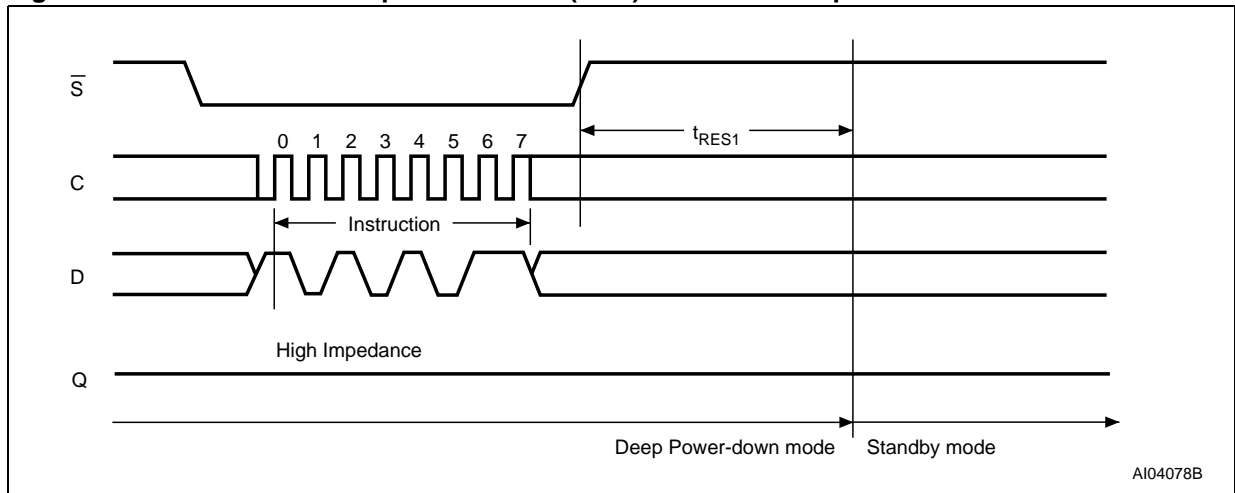 S
0 1 2 3 4 5 6 7
tRES1
C
Instruction
D
High Impedance
Q
Deep Power-down mode Standby mode
AI04078B